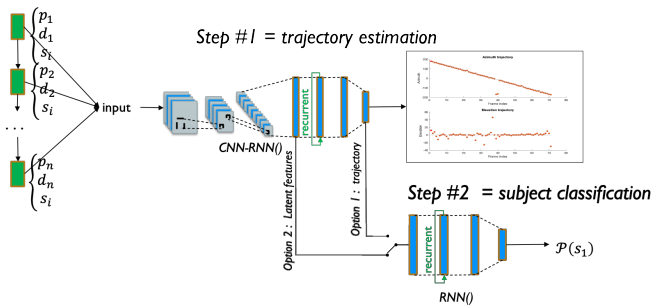 Step #1 = trajectory estimation
p₁
d₁
sᵢ
p₂
d₂
sᵢ
...
pₙ
dₙ
sᵢ
input
CNN-RNN()
recurrent
Option 2 : Latent features
Option 1 : trajectory
Azimuth trajectory
Azimuth
Frame index
Elevation trajectory
Elevation
Frame index
Step #2 = subject classification
recurrent
RNN()
𝒫(s₁)